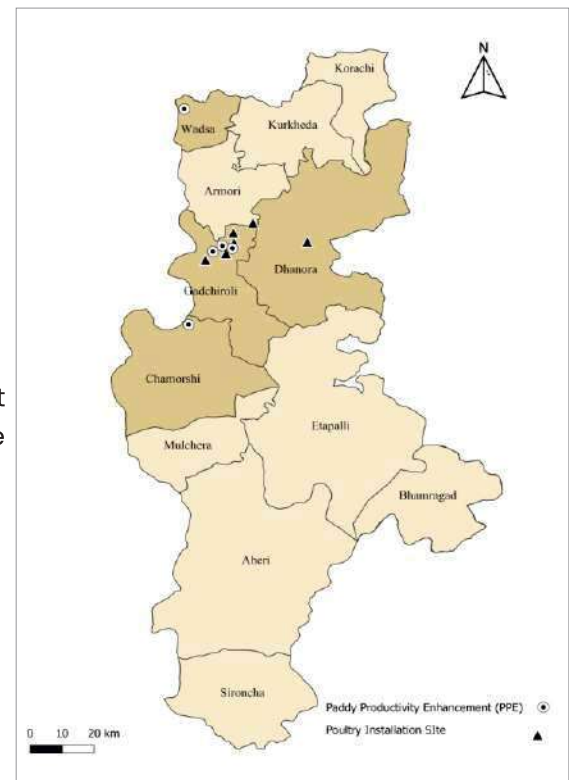 N
Korachi
Wadsa
Kurkheda
Armori
Dhanora
Gadchiroli
Chamorshi
Etapalli
Mulchera
Bhamragad
Aheri
Sironcha
Paddy Productivity Enhancement (PPE)
Poultry Installation SIte
0 10 20 km
t
e